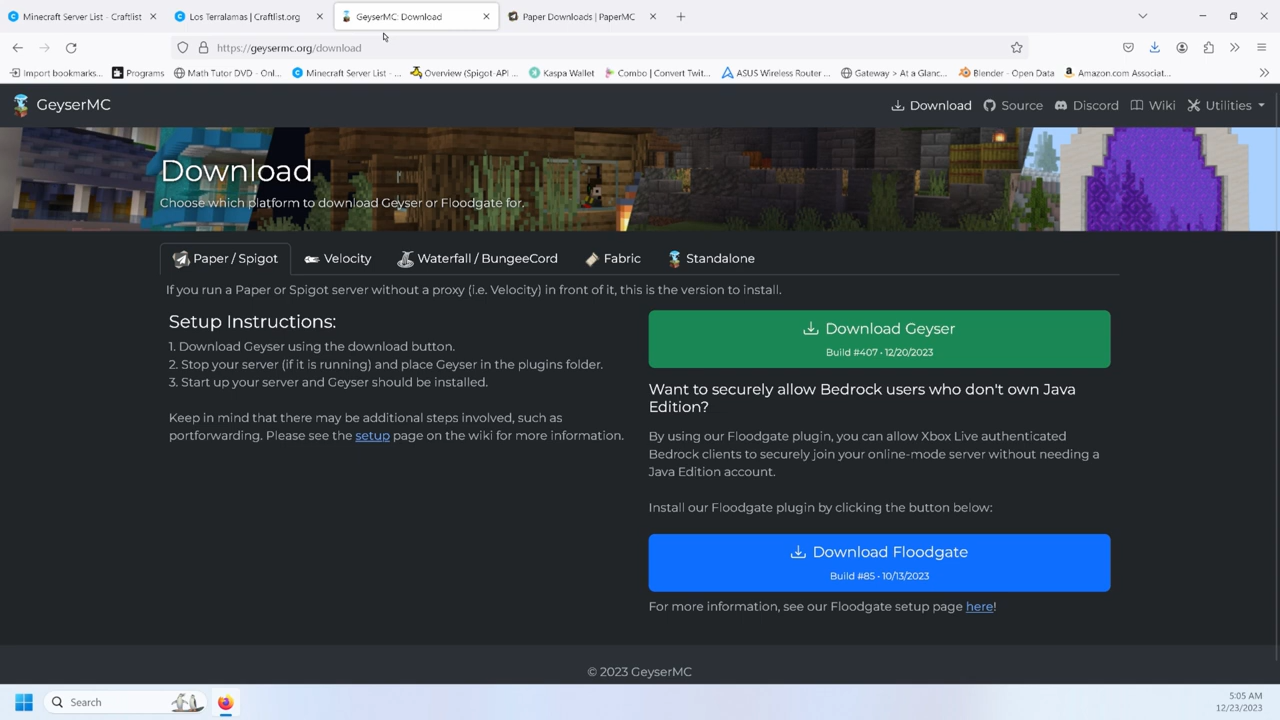 Minecraft Server List - Craftlist
Los Terralamas | Craftlist.org
GeyserMC: Download
Paper Downloads | PaperMC
https://geysermc.org/download
Import bookmarks...
Programs
Math Tutor DVD - Onl...
Minecraft Server List - ...
Overview (Spigot-API ...
Kaspa Wallet
Combo | Convert Twit...
ASUS Wireless Router ...
Gateway > At a Glanc...
Blender - Open Data
Amazon.com Associat...
GeyserMC
Download
Source
Discord
Wiki
Utilities
Download
Choose which platform to download Geyser or Floodgate for.
Paper / Spigot
Velocity
Waterfall / BungeeCord
Fabric
Standalone
If you run a Paper or Spigot server without a proxy (i.e. Velocity) in front of it, this is the version to install.
Setup Instructions:
1. Download Geyser using the download button.
2. Stop your server (if it is running) and place Geyser in the plugins folder.
3. Start up your server and Geyser should be installed.
Keep in mind that there may be additional steps involved, such as
portforwarding. Please see the setup page on the wiki for more information.
Download Geyser
Build #407 · 12/20/2023
Want to securely allow Bedrock users who don't own Java
Edition?
By using our Floodgate plugin, you can allow Xbox Live authenticated
Bedrock clients to securely join your online-mode server without needing a
Java Edition account.
Install our Floodgate plugin by clicking the button below:
Download Floodgate
Build #85 · 10/13/2023
For more information, see our Floodgate setup page here!
© 2023 GeyserMC
Search
5:05 AM
12/23/2023